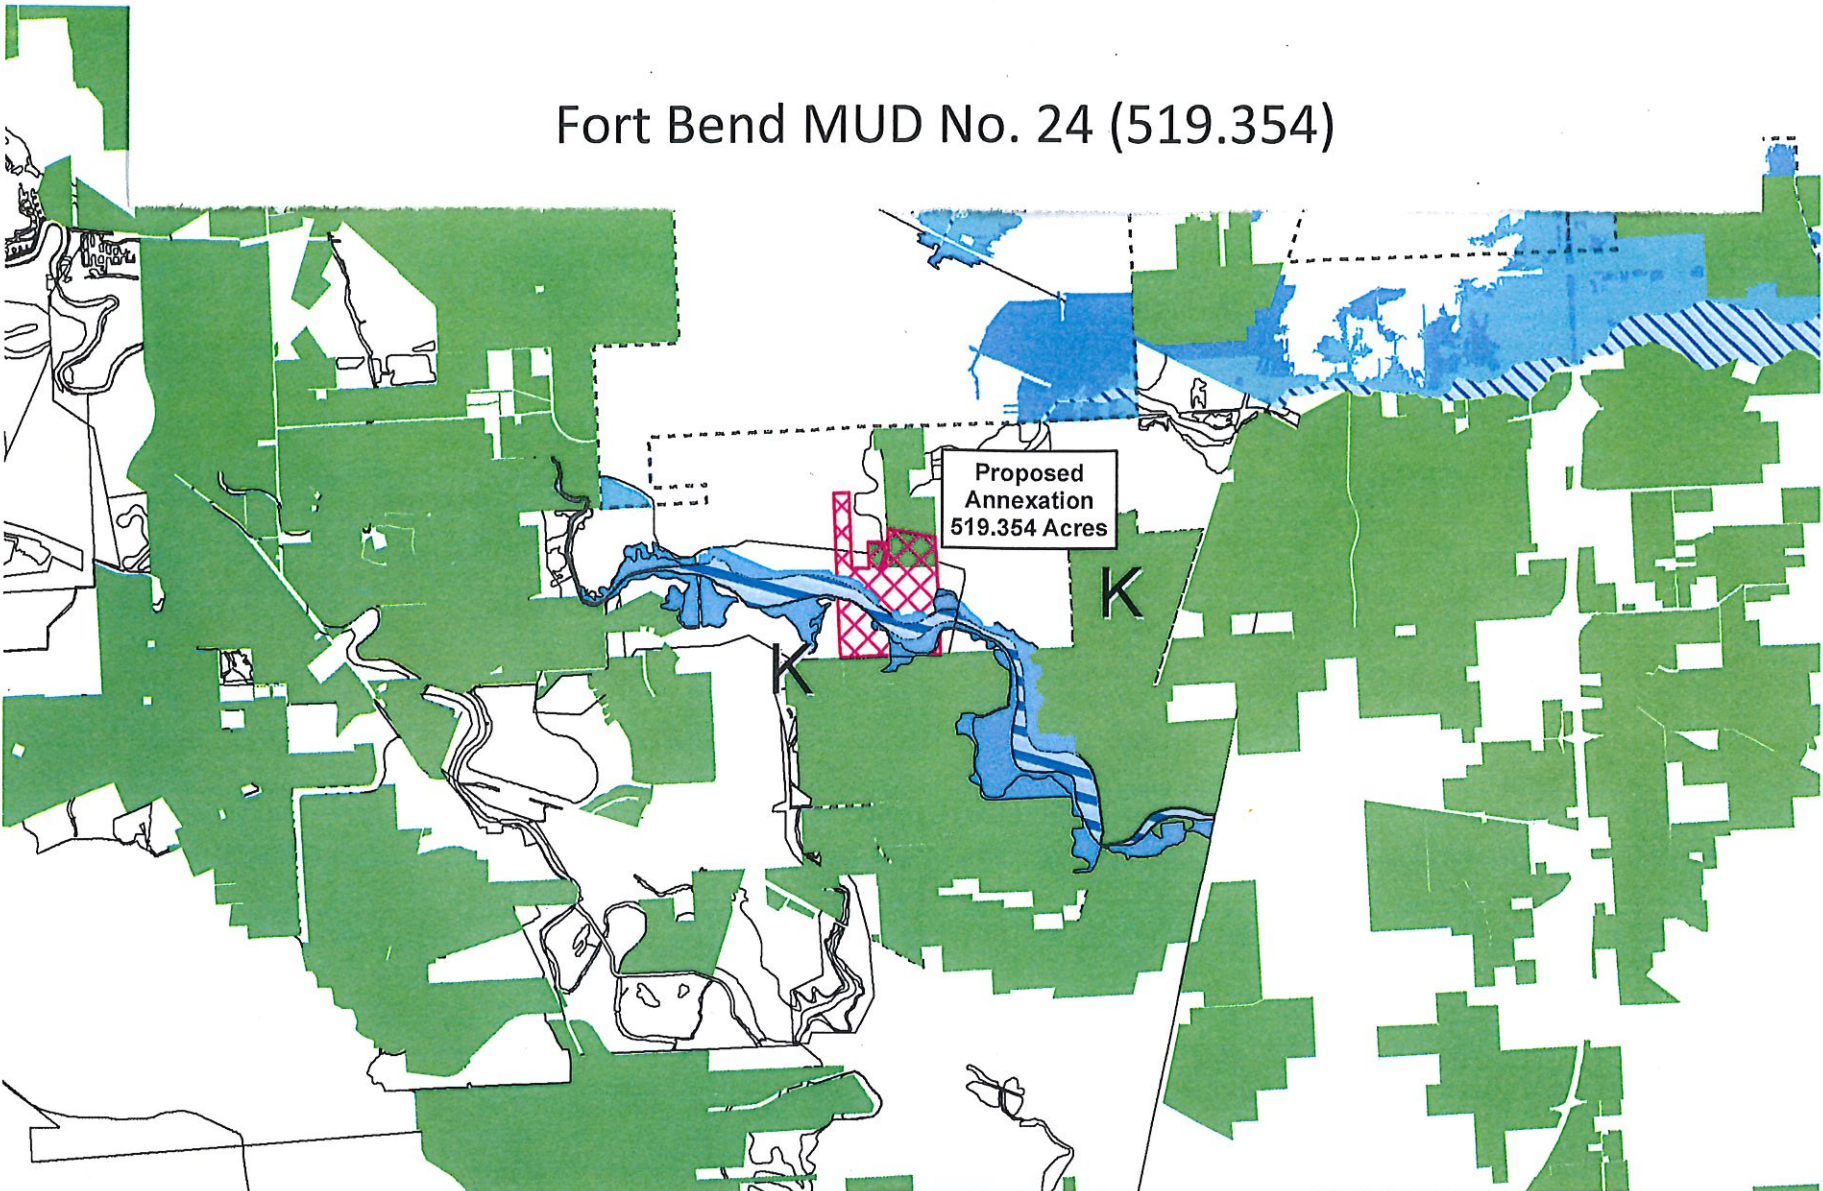 Fort Bend MUD No. 24 (519.354)
Proposed
Annexation
519.354 Acres
K
K